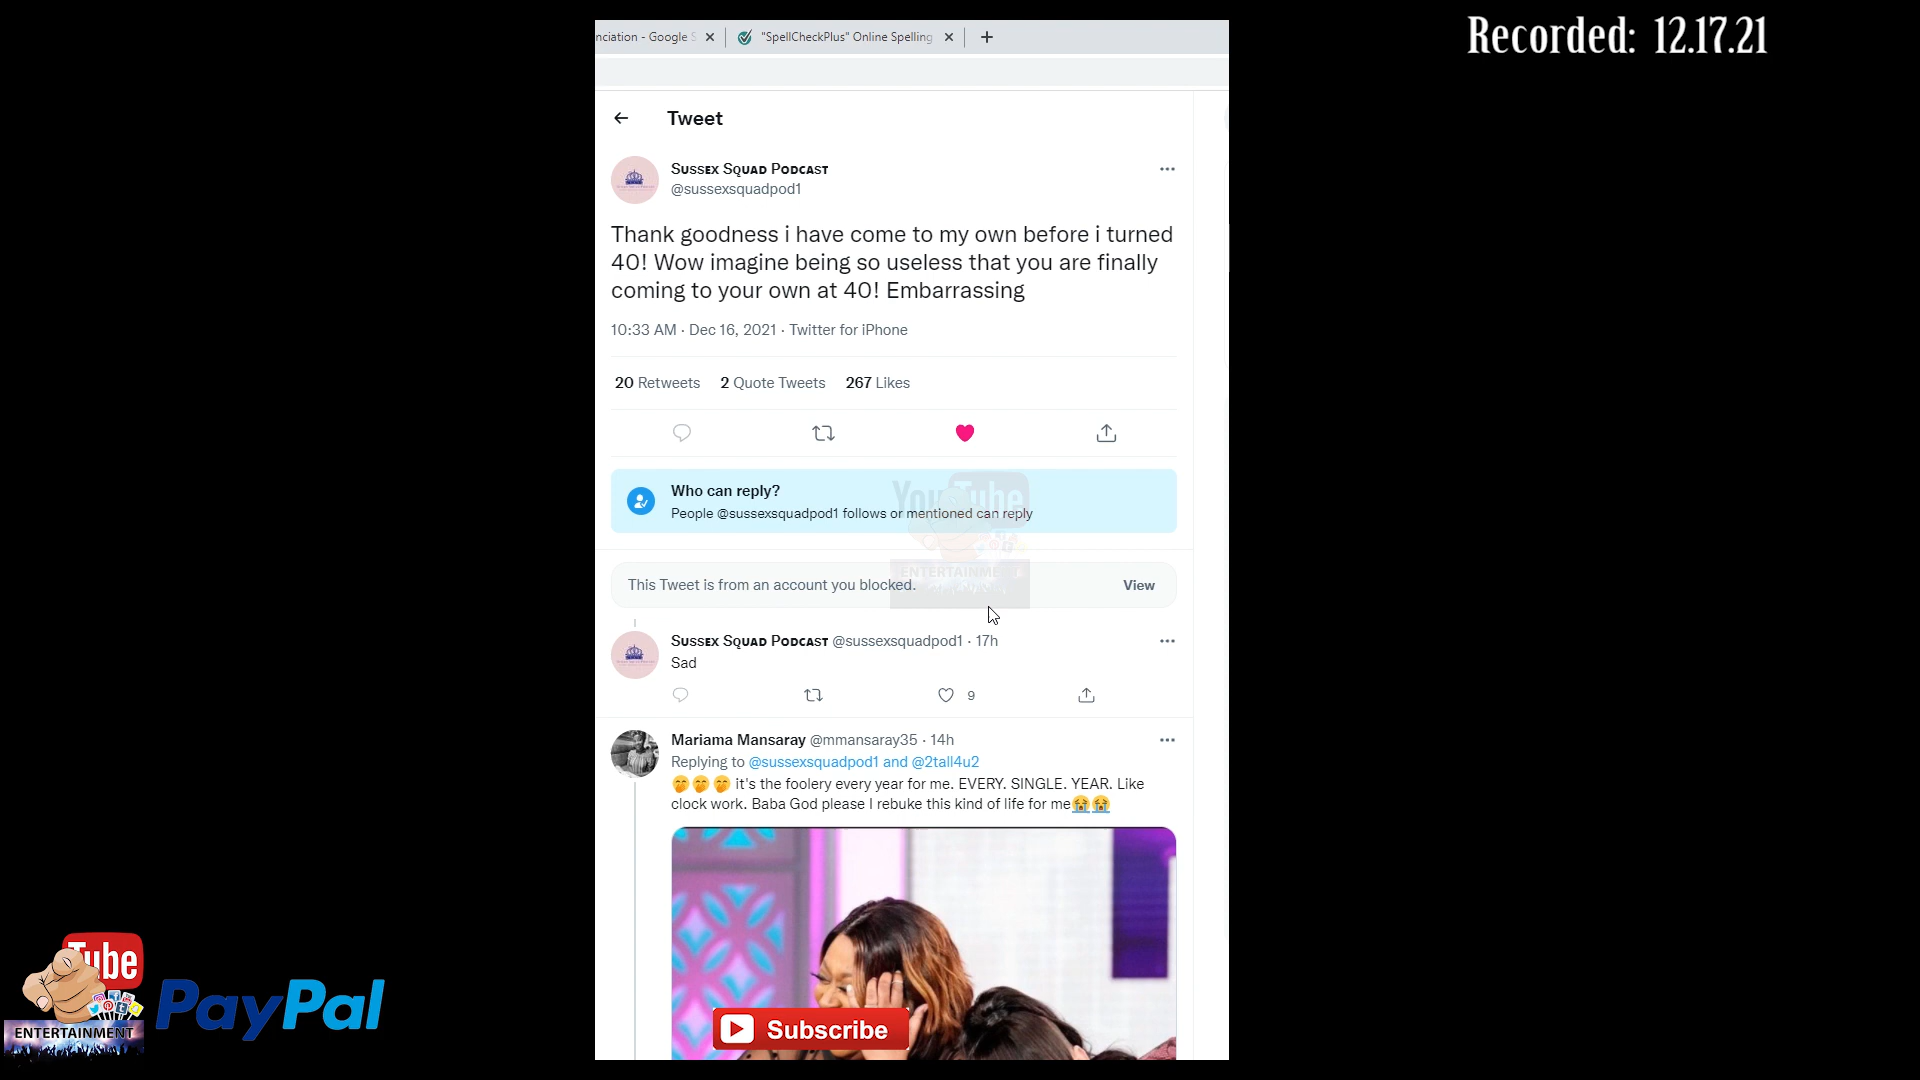 Recorded: 12.17.21
nciation - Google S
"SpellCheckPlus" Online Spelling
Tweet
Sussex Squad Podcast
@sussexsquadpod1
Thank goodness i have come to my own before i turned
40! Wow imagine being so useless that you are finally
coming to your own at 40! Embarrassing
10:33 AM · Dec 16, 2021 · Twitter for iPhone
20 Retweets 2 Quote Tweets 267 Likes
Who can reply?
People @sussexsquadpod1 follows or mentioned can reply
YouTube
ENTERTAINMENT
This Tweet is from an account you blocked.
View
Sussex Squad Podcast @sussexsquadpod1 · 17h
Sad
9
Mariama Mansaray @mmansaray35 · 14h
Replying to @sussexsquadpod1 and @2tall4u2
🤭🤭🤭 it's the foolery every year for me. EVERY. SINGLE. YEAR. Like
clock work. Baba God please I rebuke this kind of life for me😭😭
Subscribe
Tube
ENTERTAINMENT
PayPal